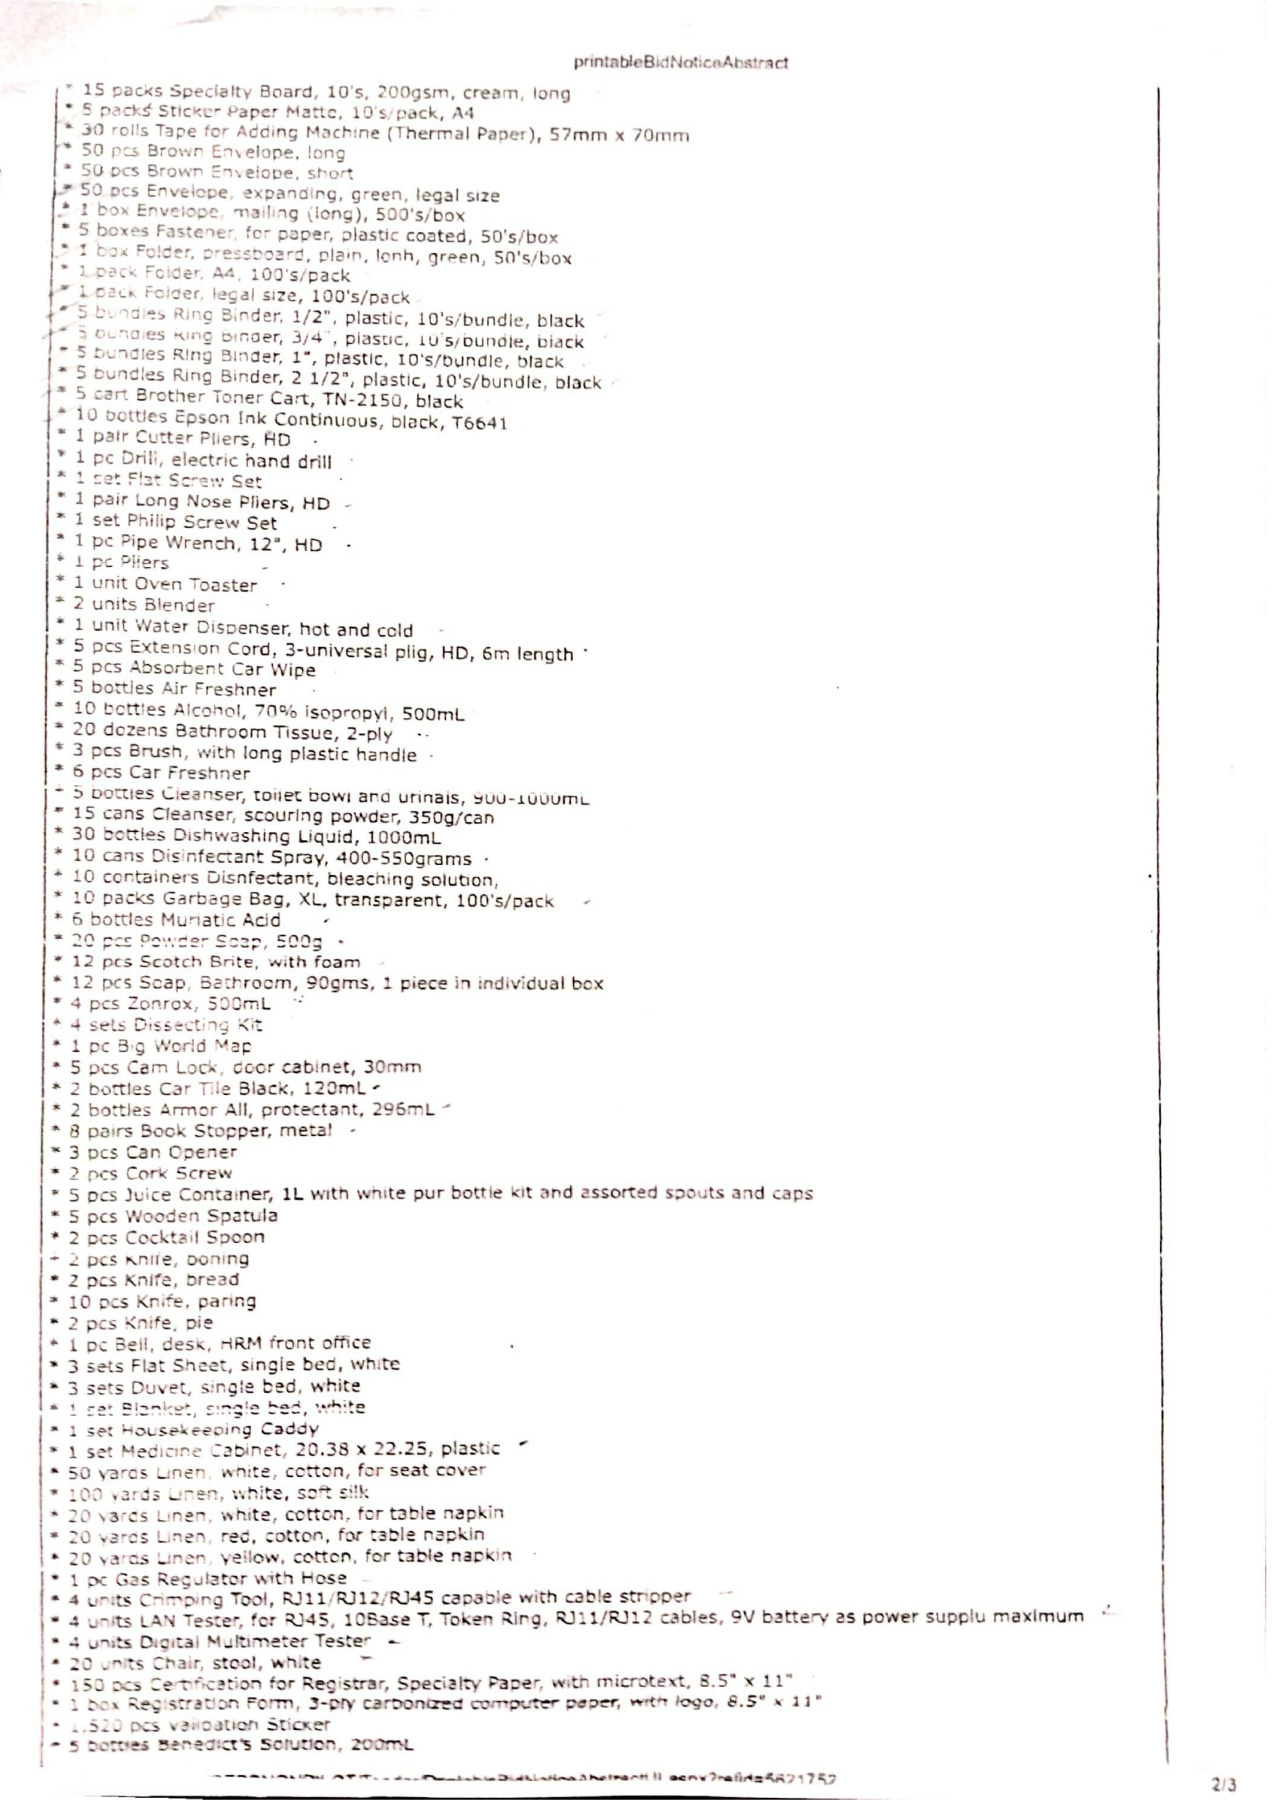 printableBidNoticeAbstract
* 15 packs Specialty Board, 10's, 200gsm, cream, long
* 5 packs Sticker Paper Matte, 10's/pack, A4
* 30 rolls Tape for Adding Machine (Thermal Paper), 57mm x 70mm
* 50 pcs Brown Envelope, long
* 50 pcs Brown Envelope, short
* 50 pcs Envelope, expanding, green, legal size
* 1 box Envelope, mailing (long), 500's/box
* 5 boxes Fastener, for paper, plastic coated, 50's/box
* 1 box Folder, pressboard, plain, lonh, green, 50's/box
* 1 pack Folder, A4, 100's/pack
* 1 pack Folder, legal size, 100's/pack
* 5 bundles Ring Binder, 1/2", plastic, 10's/bundle, black
* 5 bundles Ring Binder, 3/4", plastic, 10's/bundle, black
* 5 bundles Ring Binder, 1", plastic, 10's/bundle, black
* 5 bundles Ring Binder, 2 1/2", plastic, 10's/bundle, black
* 5 cart Brother Toner Cart, TN-2150, black
* 10 bottles Epson Ink Continuous, black, T6641
* 1 pair Cutter Pliers, HD
* 1 pc Drill, electric hand drill
* 1 set Flat Screw Set
* 1 pair Long Nose Pliers, HD
* 1 set Philip Screw Set
* 1 pc Pipe Wrench, 12", HD
* 1 pc Pliers
* 1 unit Oven Toaster
* 2 units Blender
* 1 unit Water Dispenser, hot and cold
* 5 pcs Extension Cord, 3-universal plig, HD, 6m length
* 5 pcs Absorbent Car Wipe
* 5 bottles Air Freshner
* 10 bottles Alcohol, 70% isopropyl, 500mL
* 20 dozens Bathroom Tissue, 2-ply
* 3 pcs Brush, with long plastic handle
* 6 pcs Car Freshner
* 5 bottles Cleanser, toilet bowl and urinals, 900-1000mL
* 15 cans Cleanser, scouring powder, 350g/can
* 30 bottles Dishwashing Liquid, 1000mL
* 10 cans Disinfectant Spray, 400-550grams
* 10 containers Disnfectant, bleaching solution,
* 10 packs Garbage Bag, XL, transparent, 100's/pack
* 6 bottles Muriatic Acid
* 20 pcs Powder Soap, 500g
* 12 pcs Scotch Brite, with foam
* 12 pcs Soap, Bathroom, 90gms, 1 piece in individual box
* 4 pcs Zonrox, 500mL
* 4 sets Dissecting Kit
* 1 pc Big World Map
* 5 pcs Cam Lock, door cabinet, 30mm
* 2 bottles Car Tile Black, 120mL
* 2 bottles Armor All, protectant, 296mL
* 8 pairs Book Stopper, metal
* 3 pcs Can Opener
* 2 pcs Cork Screw
* 5 pcs Juice Container, 1L with white pur bottle kit and assorted spouts and caps
* 5 pcs Wooden Spatula
* 2 pcs Cocktail Spoon
* 2 pcs Knife, boning
* 2 pcs Knife, bread
* 10 pcs Knife, paring
* 2 pcs Knife, pie
* 1 pc Bell, desk, HRM front office
* 3 sets Flat Sheet, single bed, white
* 3 sets Duvet, single bed, white
* 1 set Blanket, single bed, white
* 1 set Housekeeping Caddy
* 1 set Medicine Cabinet, 20.38 x 22.25, plastic
* 50 yards Linen, white, cotton, for seat cover
* 100 yards Linen, white, soft silk
* 20 yards Linen, white, cotton, for table napkin
* 20 yards Linen, red, cotton, for table napkin
* 20 yards Linen, yellow, cotton, for table napkin
* 1 pc Gas Regulator with Hose
* 4 units Crimping Tool, RJ11/RJ12/RJ45 capable with cable stripper
* 4 units LAN Tester, for RJ45, 10Base T, Token Ring, RJ11/RJ12 cables, 9V battery as power supplu maximum
* 4 units Digital Multimeter Tester
* 20 units Chair, stool, white
* 150 pcs Certification for Registrar, Specialty Paper, with microtext, 8.5" x 11"
* 1 box Registration Form, 3-ply carbonized computer paper, with logo, 8.5" x 11"
* 1,520 pcs Validation Sticker
* 5 bottles Benedict's Solution, 200mL
2/3